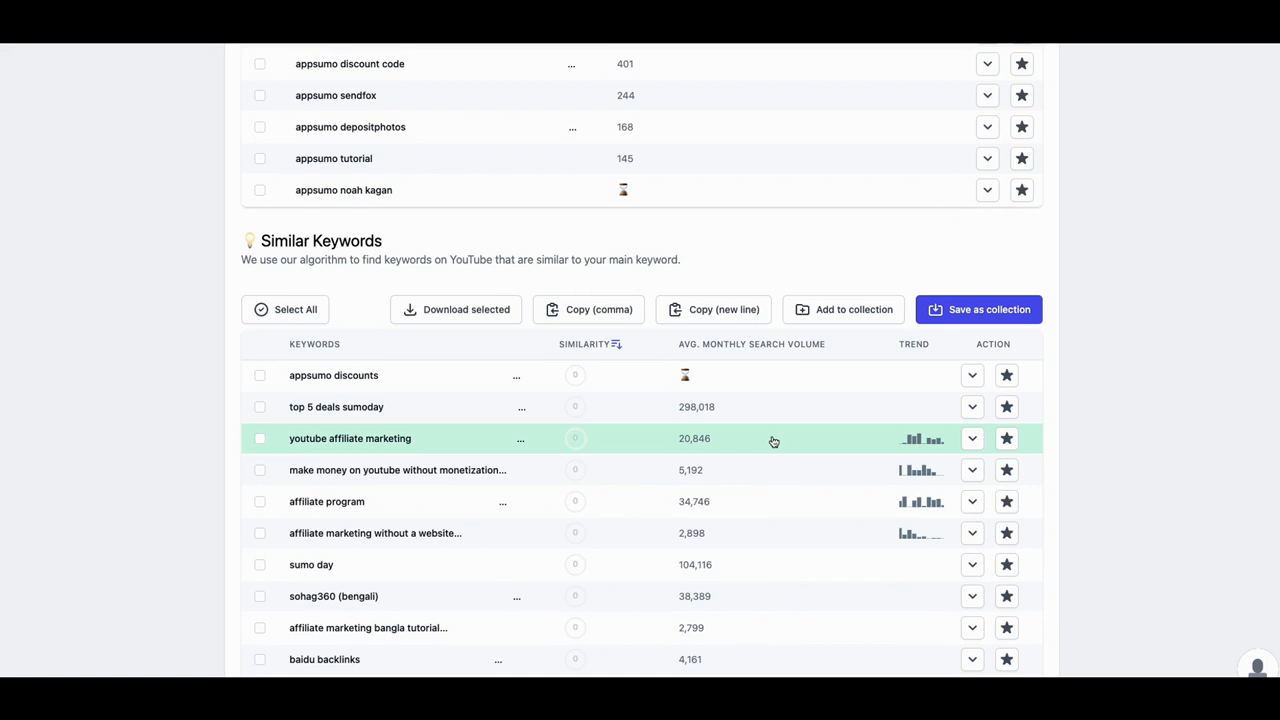 appsumo discount code ... 401
appsumo sendfox 244
appsumo depositphotos ... 168
appsumo tutorial 145
appsumo noah kagan
Similar Keywords
We use our algorithm to find keywords on YouTube that are similar to your main keyword.
Select All Download selected Copy (comma) Copy (new line) Add to collection Save as collection
KEYWORDS SIMILARITY AVG. MONTHLY SEARCH VOLUME TREND ACTION
appsumo discounts ... 0
top 5 deals sumoday ... 0 298,018
youtube affiliate marketing ... 0 20,846
make money on youtube without monetization... 0 5,192
affiliate program ... 0 34,746
affiliate marketing without a website... 0 2,898
sumo day 0 104,116
sohag360 (bengali) ... 0 38,389
affiliate marketing bangla tutorial... 0 2,799
baidu backlinks ... 0 4,161